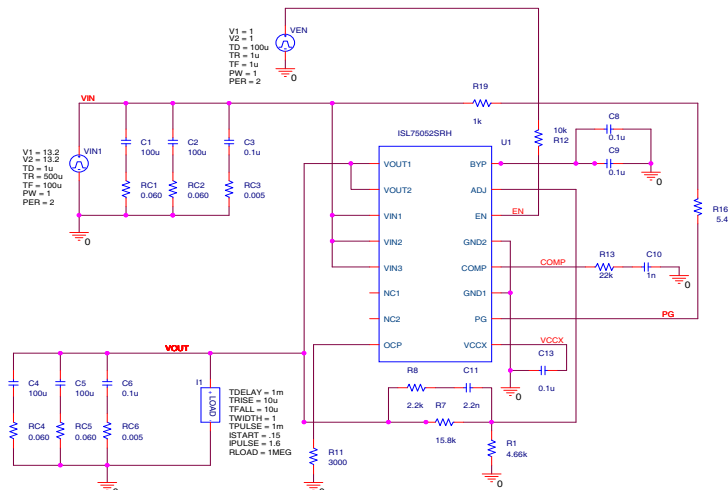 V1 = 1
V2 = 1
TD = 100u
TR = 1u
TF = 1u
PW = 1
PER = 2
VEN
0
VIN
R19
1k
V1 = 13.2
V2 = 13.2
TD = 1u
TR = 500u
TF = 100u
PW = 1
PER = 2
VIN1
0
C1
100u
C2
100u
C3
0.1u
RC1
0.060
RC2
0.060
RC3
0.005
ISL75052SRH
U1
VOUT1
VOUT2
VIN1
VIN2
VIN3
NC1
NC2
OCP
BYP
ADJ
EN
GND2
COMP
GND1
PG
VCCX
10k
R12
C8
0.1u
C9
0.1u
0
EN
R16
5.4
COMP
R13
22k
C10
1n
0
PG
VCCX
C13
0.1u
0
VOUT
C4
100u
C5
100u
C6
0.1u
RC4
0.060
RC5
0.060
RC6
0.005
0
I1
+ LOAD -
TDELAY = 1m
TRISE = 10u
TFALL = 10u
TWIDTH = 1
TPULSE = 1m
ISTART = .15
IPULSE = 1.6
RLOAD = 1MEG
R11
3000
0
R8
2.2k
C11
2.2n
R7
15.8k
R1
4.66k
0